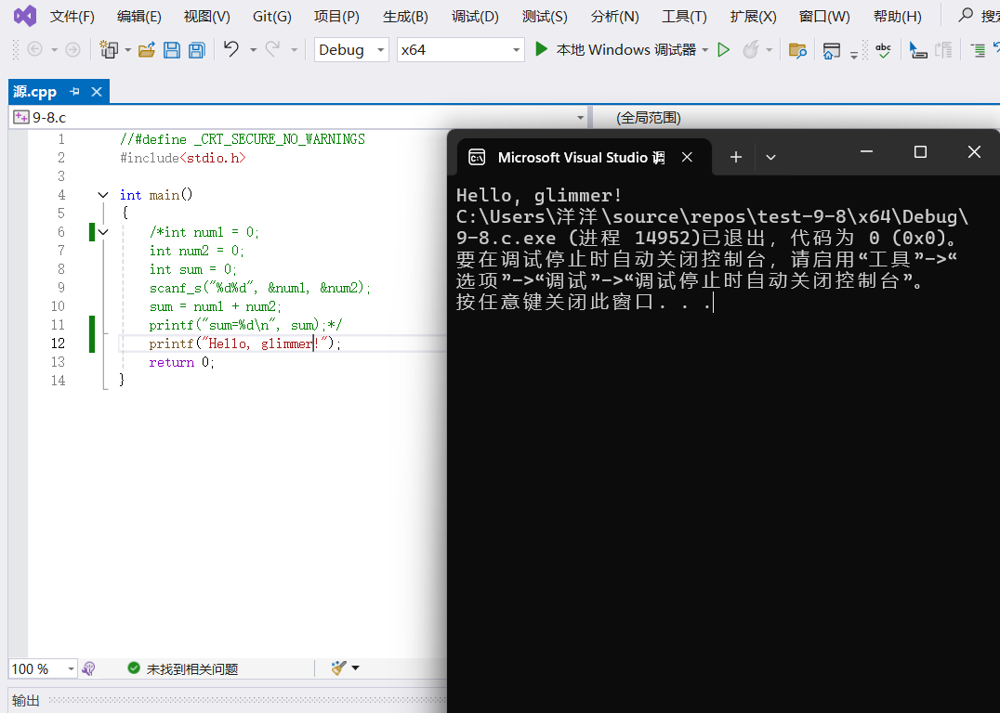 文件(F) 编辑(E) 视图(V) Git(G) 项目(P) 生成(B) 调试(D) 测试(S) 分析(N) 工具(T) 扩展(X) 窗口(W) 帮助(H)
Debug x64 本地 Windows 调试器 abc
源.cpp
9-8.c (全局范围)
1 //#define _CRT_SECURE_NO_WARNINGS
2 #include<stdio.h>
3
4 int main()
5 {
6 /*int num1 = 0;
7 int num2 = 0;
8 int sum = 0;
9 scanf_s("%d%d", &num1, &num2);
10 sum = num1 + num2;
11 printf("sum=%d\n", sum);*/
12 printf("Hello, glimmer!");
13 return 0;
14 }
Microsoft Visual Studio 调
Hello, glimmer!
C:\Users\洋洋\source\repos\test-9-8\x64\Debug\
9-8.c.exe (进程 14952)已退出，代码为 0 (0x0)。
要在调试停止时自动关闭控制台，请启用“工具”->“
选项”->“调试”->“调试停止时自动关闭控制台”。
按任意键关闭此窗口. . .
100 % 未找到相关问题
输出